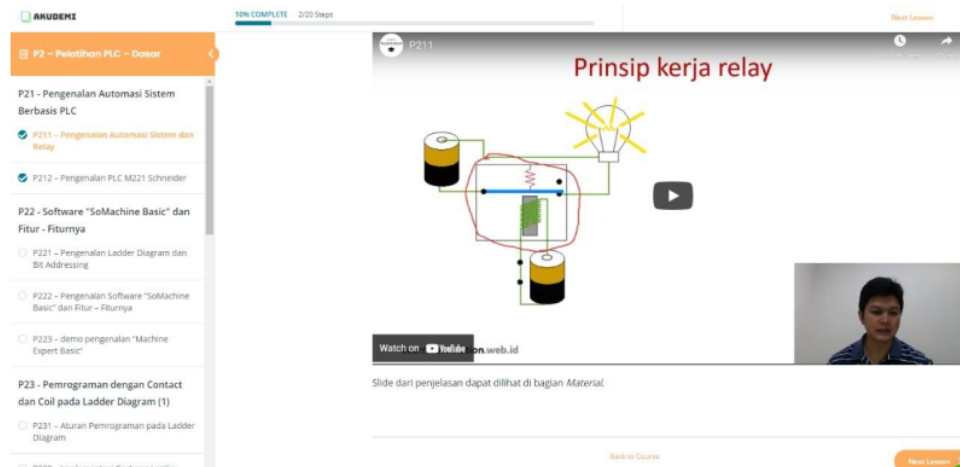 AKUDEMI
10% COMPLETE 2/20 Steps
Next Lesson
P2 – Pelatihan PLC – Dasar
P21 - Pengenalan Automasi Sistem
Berbasis PLC
P211 – Pengenalan Automasi Sistem dan
Relay
P212 – Pengenalan PLC M221 Schneider
P22 - Software "SoMachine Basic" dan
Fitur - Fiturnya
P221 – Pengenalan Ladder Diagram dan
Bit Addressing
P222 – Pengenalan Software "SoMachine
Basic" dan Fitur – Fiturnya
P223 – demo pengenalan "Machine
Expert Basic"
P23 - Pemrograman dengan Contact
dan Coil pada Ladder Diagram (1)
P231 – Aturan Pemrograman pada Ladder
Diagram
P211
Prinsip kerja relay
Watch on YouTube
on.web.id
Slide dari penjelasan dapat dilihat di bagian Material.
Back to Course
Next Lesson